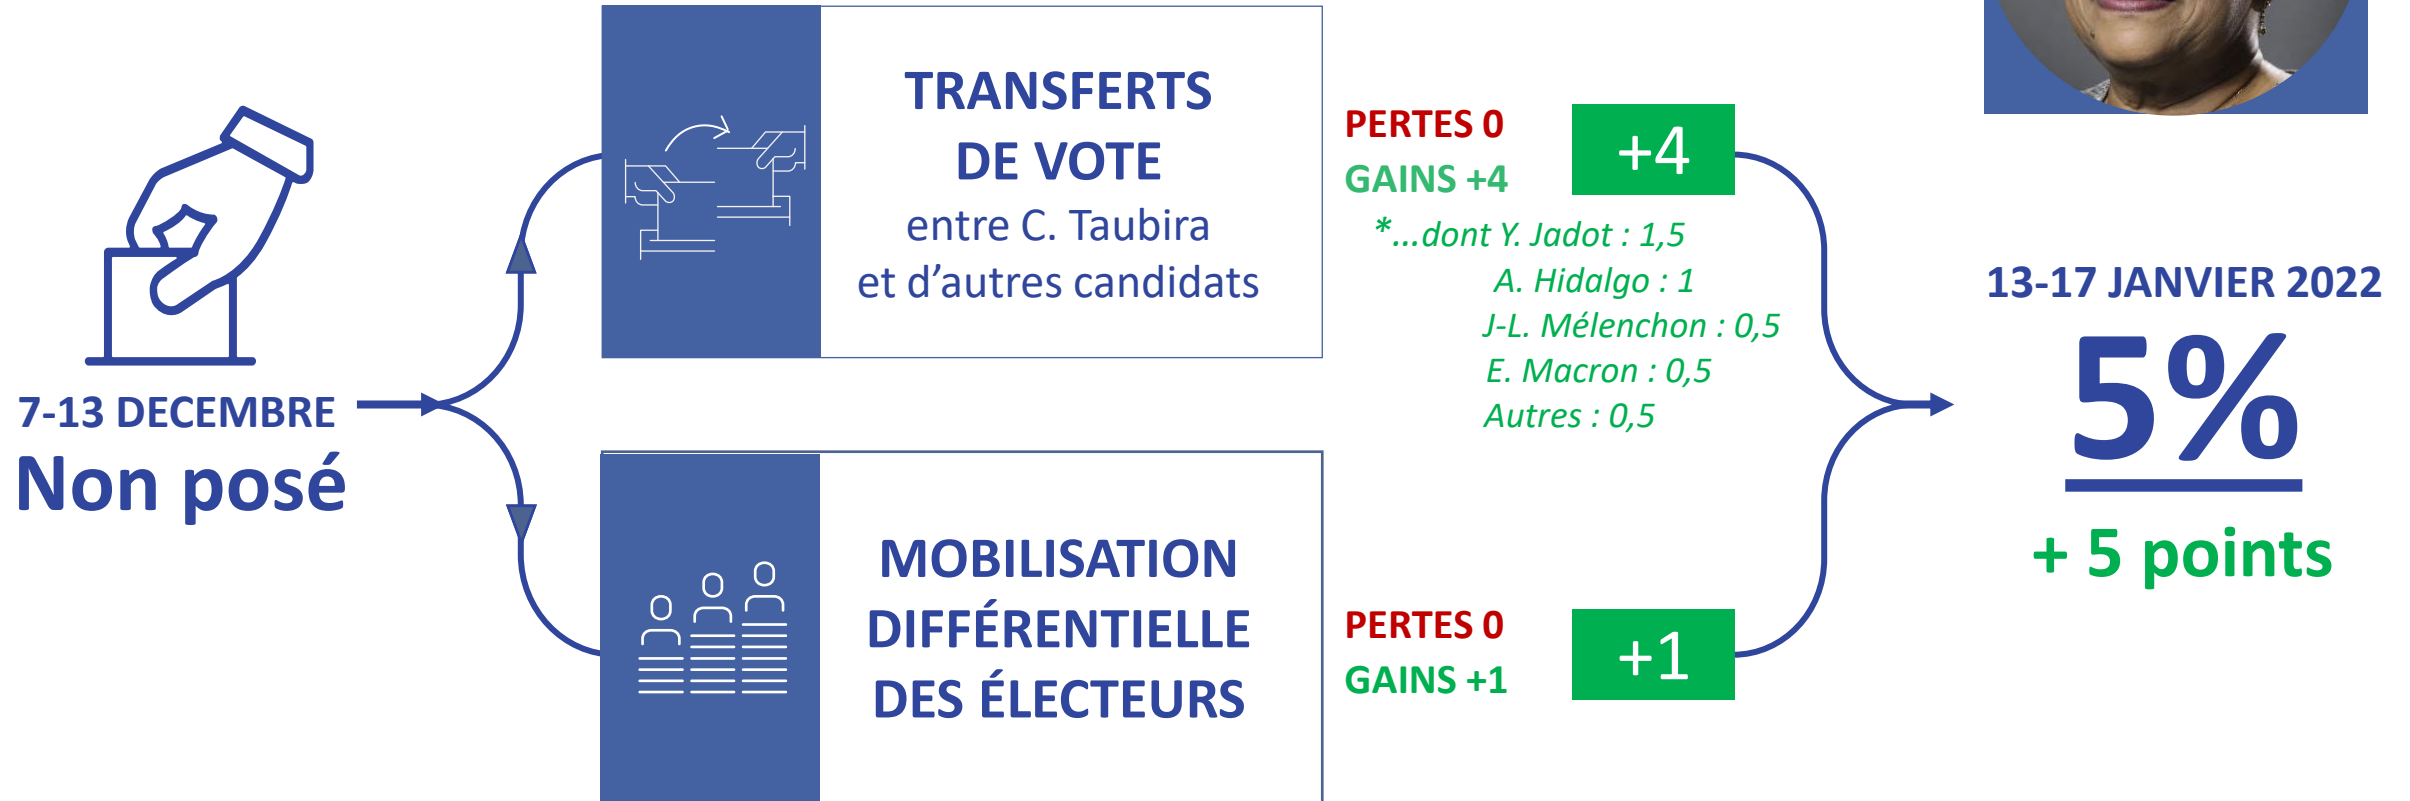 7-13 DECEMBRE
Non posé
TRANSFERTS
DE VOTE
entre C. Taubira
et d'autres candidats
PERTES 0
GAINS +4
+4
*...dont Y. Jadot : 1,5
A. Hidalgo : 1
J-L. Mélenchon : 0,5
E. Macron : 0,5
Autres : 0,5
MOBILISATION
DIFFÉRENTIELLE
DES ÉLECTEURS
PERTES 0
GAINS +1
+1
13-17 JANVIER 2022
5%
+ 5 points